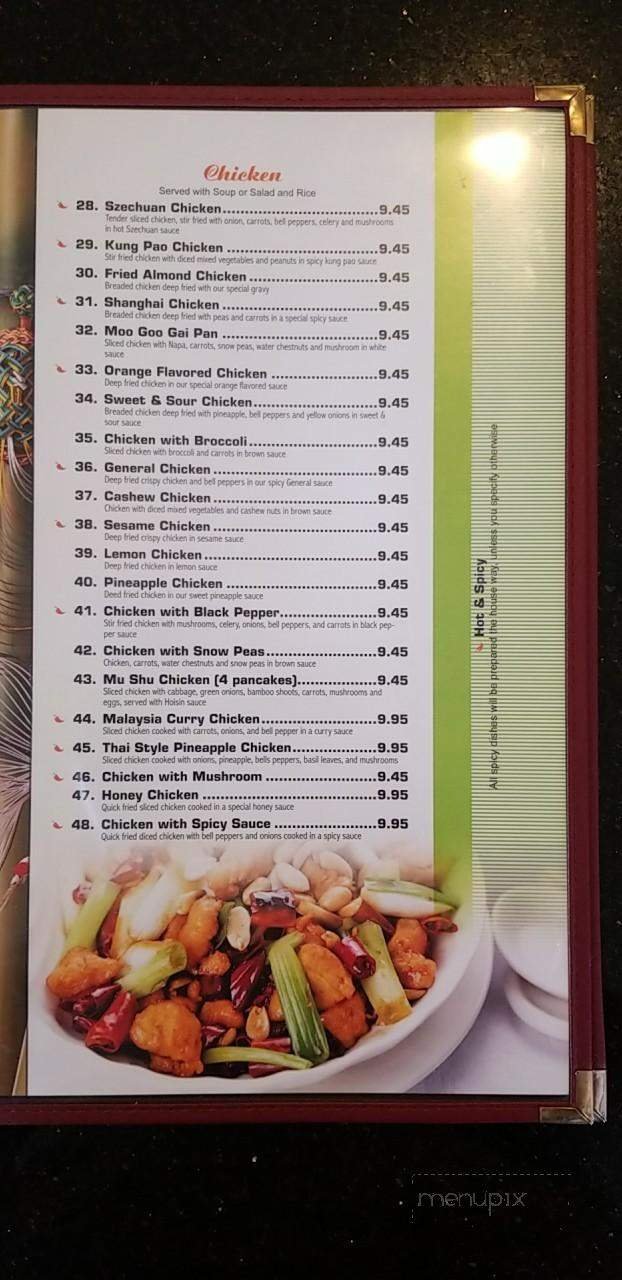 Chicken
Served with Soup or Salad and Rice
28. Szechuan Chicken.......................................9.45
Tender sliced chicken, stir fried with onion, carrots, bell peppers, celery and mushrooms
in hot Szechuan sauce
29. Kung Pao Chicken .....................................9.45
Stir fried chicken with diced mixed vegetables and peanuts in spicy kung pao sauce
30. Fried Almond Chicken ................................9.45
Breaded chicken deep fried with our special gravy
31. Shanghai Chicken ......................................9.45
Breaded chicken deep fried with peas and carrots in a special spicy sauce
32. Moo Goo Gai Pan .......................................9.45
Sliced chicken with Napa, carrots, snow peas, water chestnuts and mushroom in white
sauce
33. Orange Flavored Chicken ..........................9.45
Deep fried chicken in our special orange flavored sauce
34. Sweet & Sour Chicken...............................9.45
Breaded chicken deep fried with pineapple, bell peppers and yellow onions in sweet &
sour sauce
35. Chicken with Broccoli................................9.45
Sliced chicken with broccoli and carrots in brown sauce
36. General Chicken ........................................9.45
Deep fried crispy chicken and bell peppers in our spicy General sauce
37. Cashew Chicken ........................................9.45
Chicken with diced mixed vegetables and cashew nuts in brown sauce
38. Sesame Chicken ........................................9.45
Deep fried crispy chicken in sesame sauce
39. Lemon Chicken..........................................9.45
Deep fried chicken in lemon sauce
40. Pineapple Chicken .....................................9.45
Deed fried chicken in our sweet pineapple sauce
41. Chicken with Black Pepper........................9.45
Stir fried chicken with mushrooms, celery, onions, bell peppers, and carrots in black pep-
per sauce
42. Chicken with Snow Peas...........................9.45
Chicken, carrots, water chestnuts and snow peas in brown sauce
43. Mu Shu Chicken (4 pancakes)....................9.45
Sliced chicken with cabbage, green onions, bamboo shoots, carrots, mushrooms and
eggs, served with Hoisin sauce
44. Malaysia Curry Chicken............................9.95
Sliced chicken cooked with carrots, onions, and bell pepper in a curry sauce
45. Thai Style Pineapple Chicken.....................9.95
Sliced chicken cooked with onions, pineapple, bells peppers, basil leaves, and mushrooms
46. Chicken with Mushroom ...........................9.45
47. Honey Chicken ..........................................9.95
Quick fried sliced chicken cooked in a special honey sauce
48. Chicken with Spicy Sauce .........................9.95
Quick fried diced chicken with bell peppers and onions cooked in a spicy sauce
Hot & Spicy
All spicy dishes will be prepared the house way, unless you specify otherwise
menupix